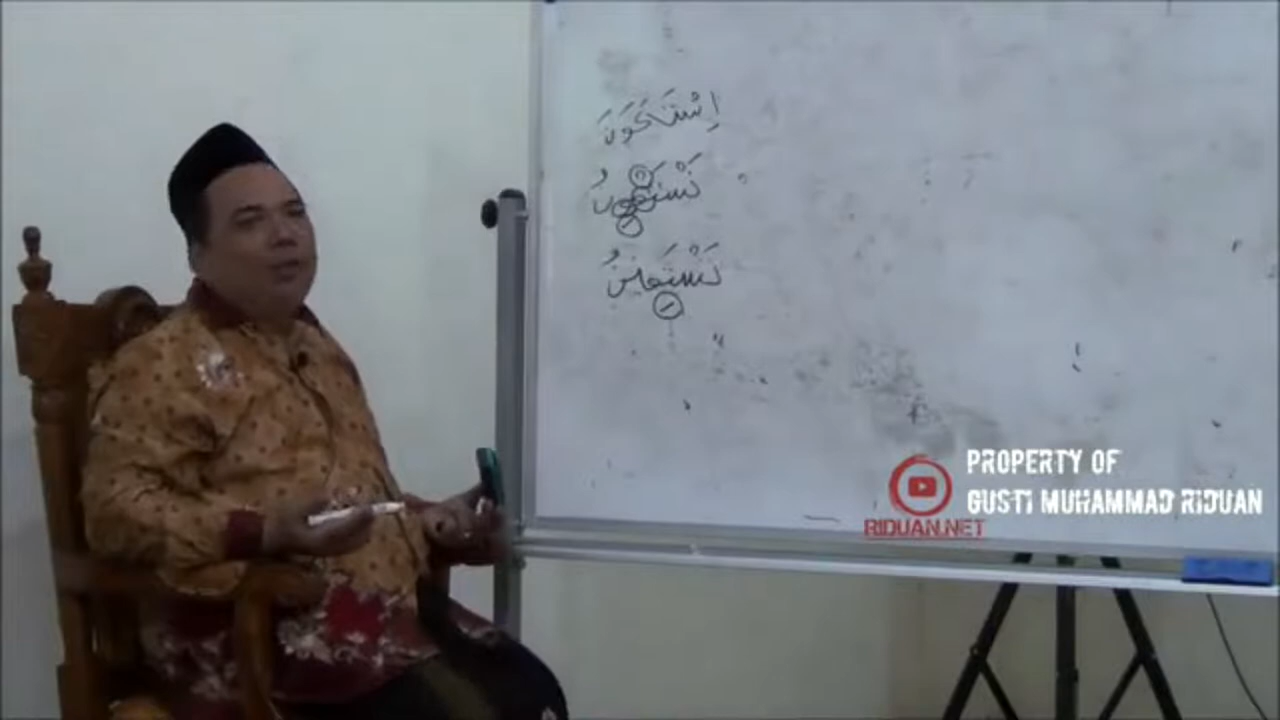 اِسْتَعْوَنَ
نَسْتَعْوِنُ
نَسْتَعِيْنُ
PROPERTY OF
GUSTI MUHAMMAD RIDUAN
RIDUAN.NET